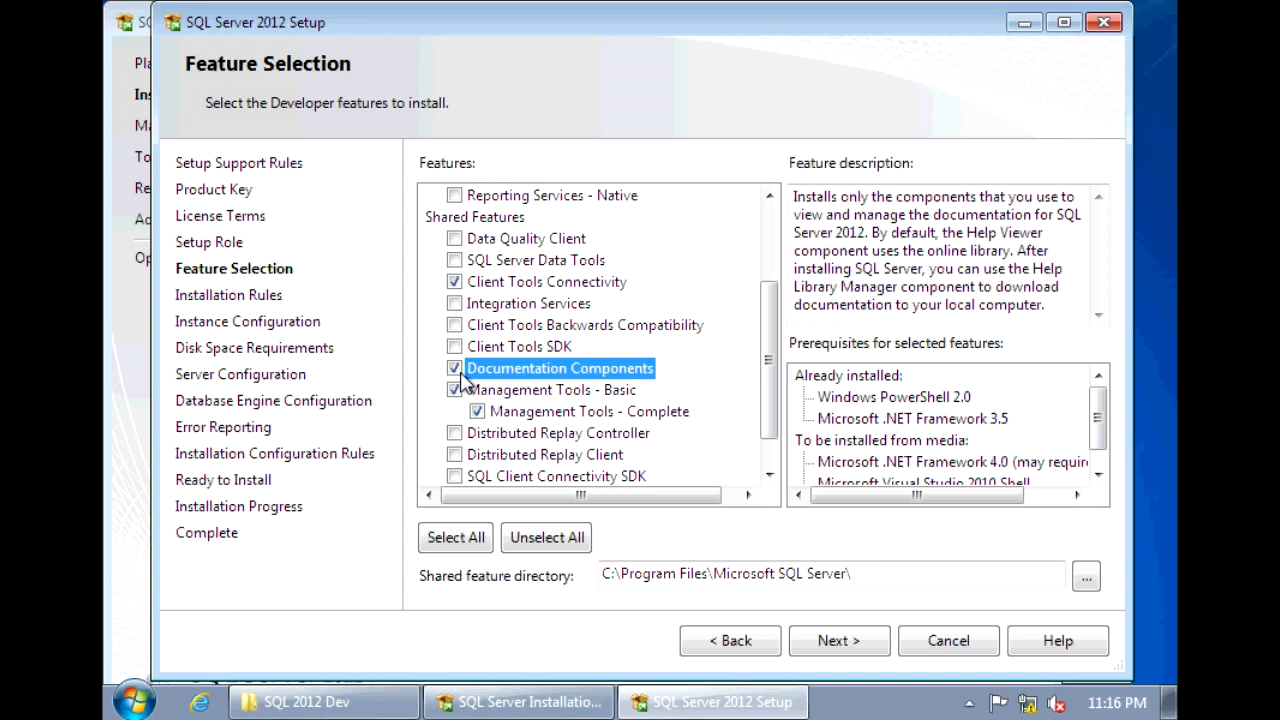 SQL Server 2012 Setup
Feature Selection
Select the Developer features to install.
Setup Support Rules
Product Key
License Terms
Setup Role
Feature Selection
Installation Rules
Instance Configuration
Disk Space Requirements
Server Configuration
Database Engine Configuration
Error Reporting
Installation Configuration Rules
Ready to Install
Installation Progress
Complete
Features:
Reporting Services - Native
Shared Features
Data Quality Client
SQL Server Data Tools
Client Tools Connectivity
Integration Services
Client Tools Backwards Compatibility
Client Tools SDK
Documentation Components
Management Tools - Basic
Management Tools - Complete
Distributed Replay Controller
Distributed Replay Client
SQL Client Connectivity SDK
Feature description:
Installs only the components that you use to
view and manage the documentation for SQL
Server 2012. By default, the Help Viewer
component uses the online library. After
installing SQL Server, you can use the Help
Library Manager component to download
documentation to your local computer.
Prerequisites for selected features:
Already installed:
Windows PowerShell 2.0
Microsoft .NET Framework 3.5
To be installed from media:
Microsoft .NET Framework 4.0 (may requir
Microsoft Visual Studio 2010 Shell
Select All
Unselect All
Shared feature directory:
C:\Program Files\Microsoft SQL Server\
...
< Back
Next >
Cancel
Help
SQL 2012 Dev
SQL Server Installatio...
SQL Server 2012 Setup
11:16 PM